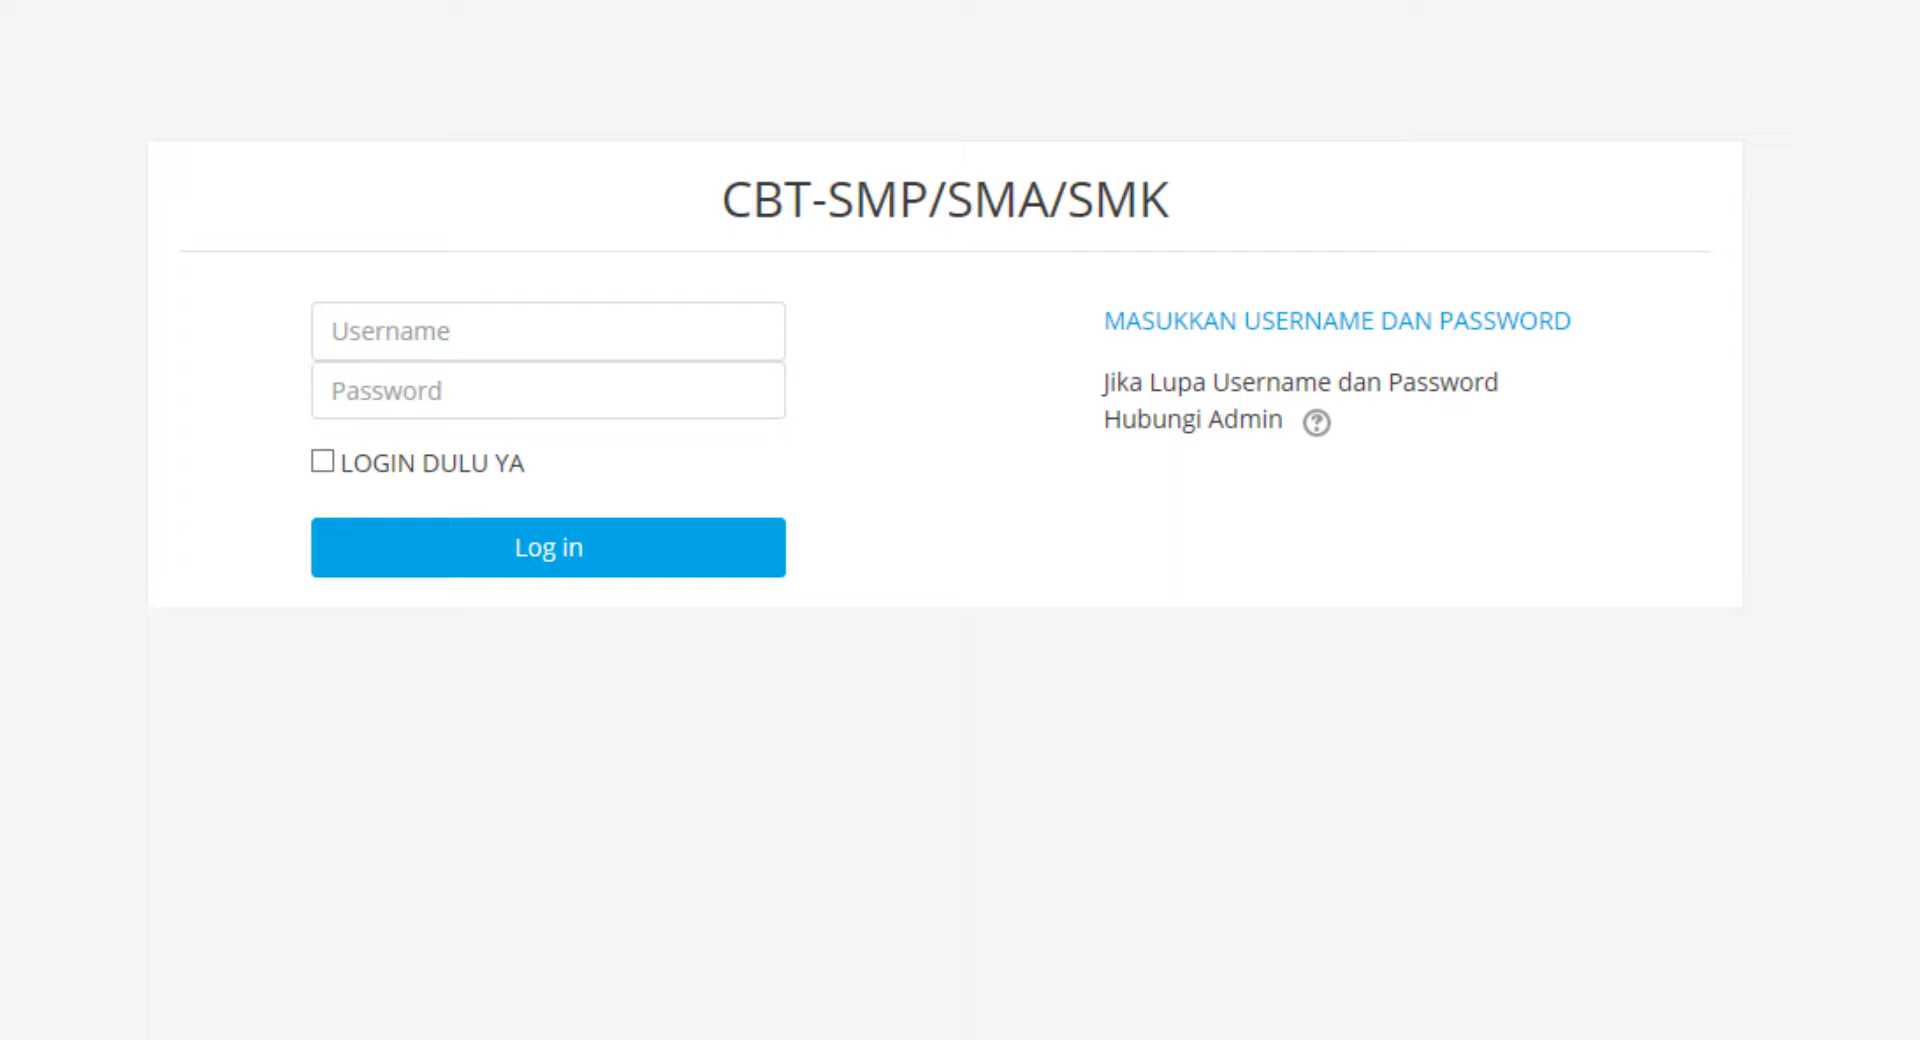 CBT-SMP/SMA/SMK
Username
Password
LOGIN DULU YA
Log in
MASUKKAN USERNAME DAN PASSWORD
Jika Lupa Username dan Password
Hubungi Admin